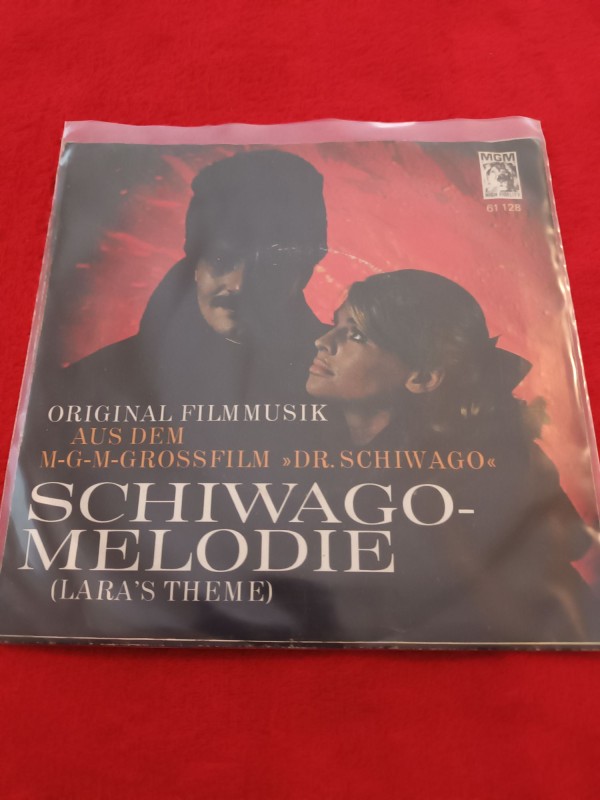 MGM
61 128
ORIGINAL FILMMUSIK
AUS DEM
M-G-M-GROSSFILM »DR. SCHIWAGO«
SCHIWAGO-
MELODIE
(LARA'S THEME)